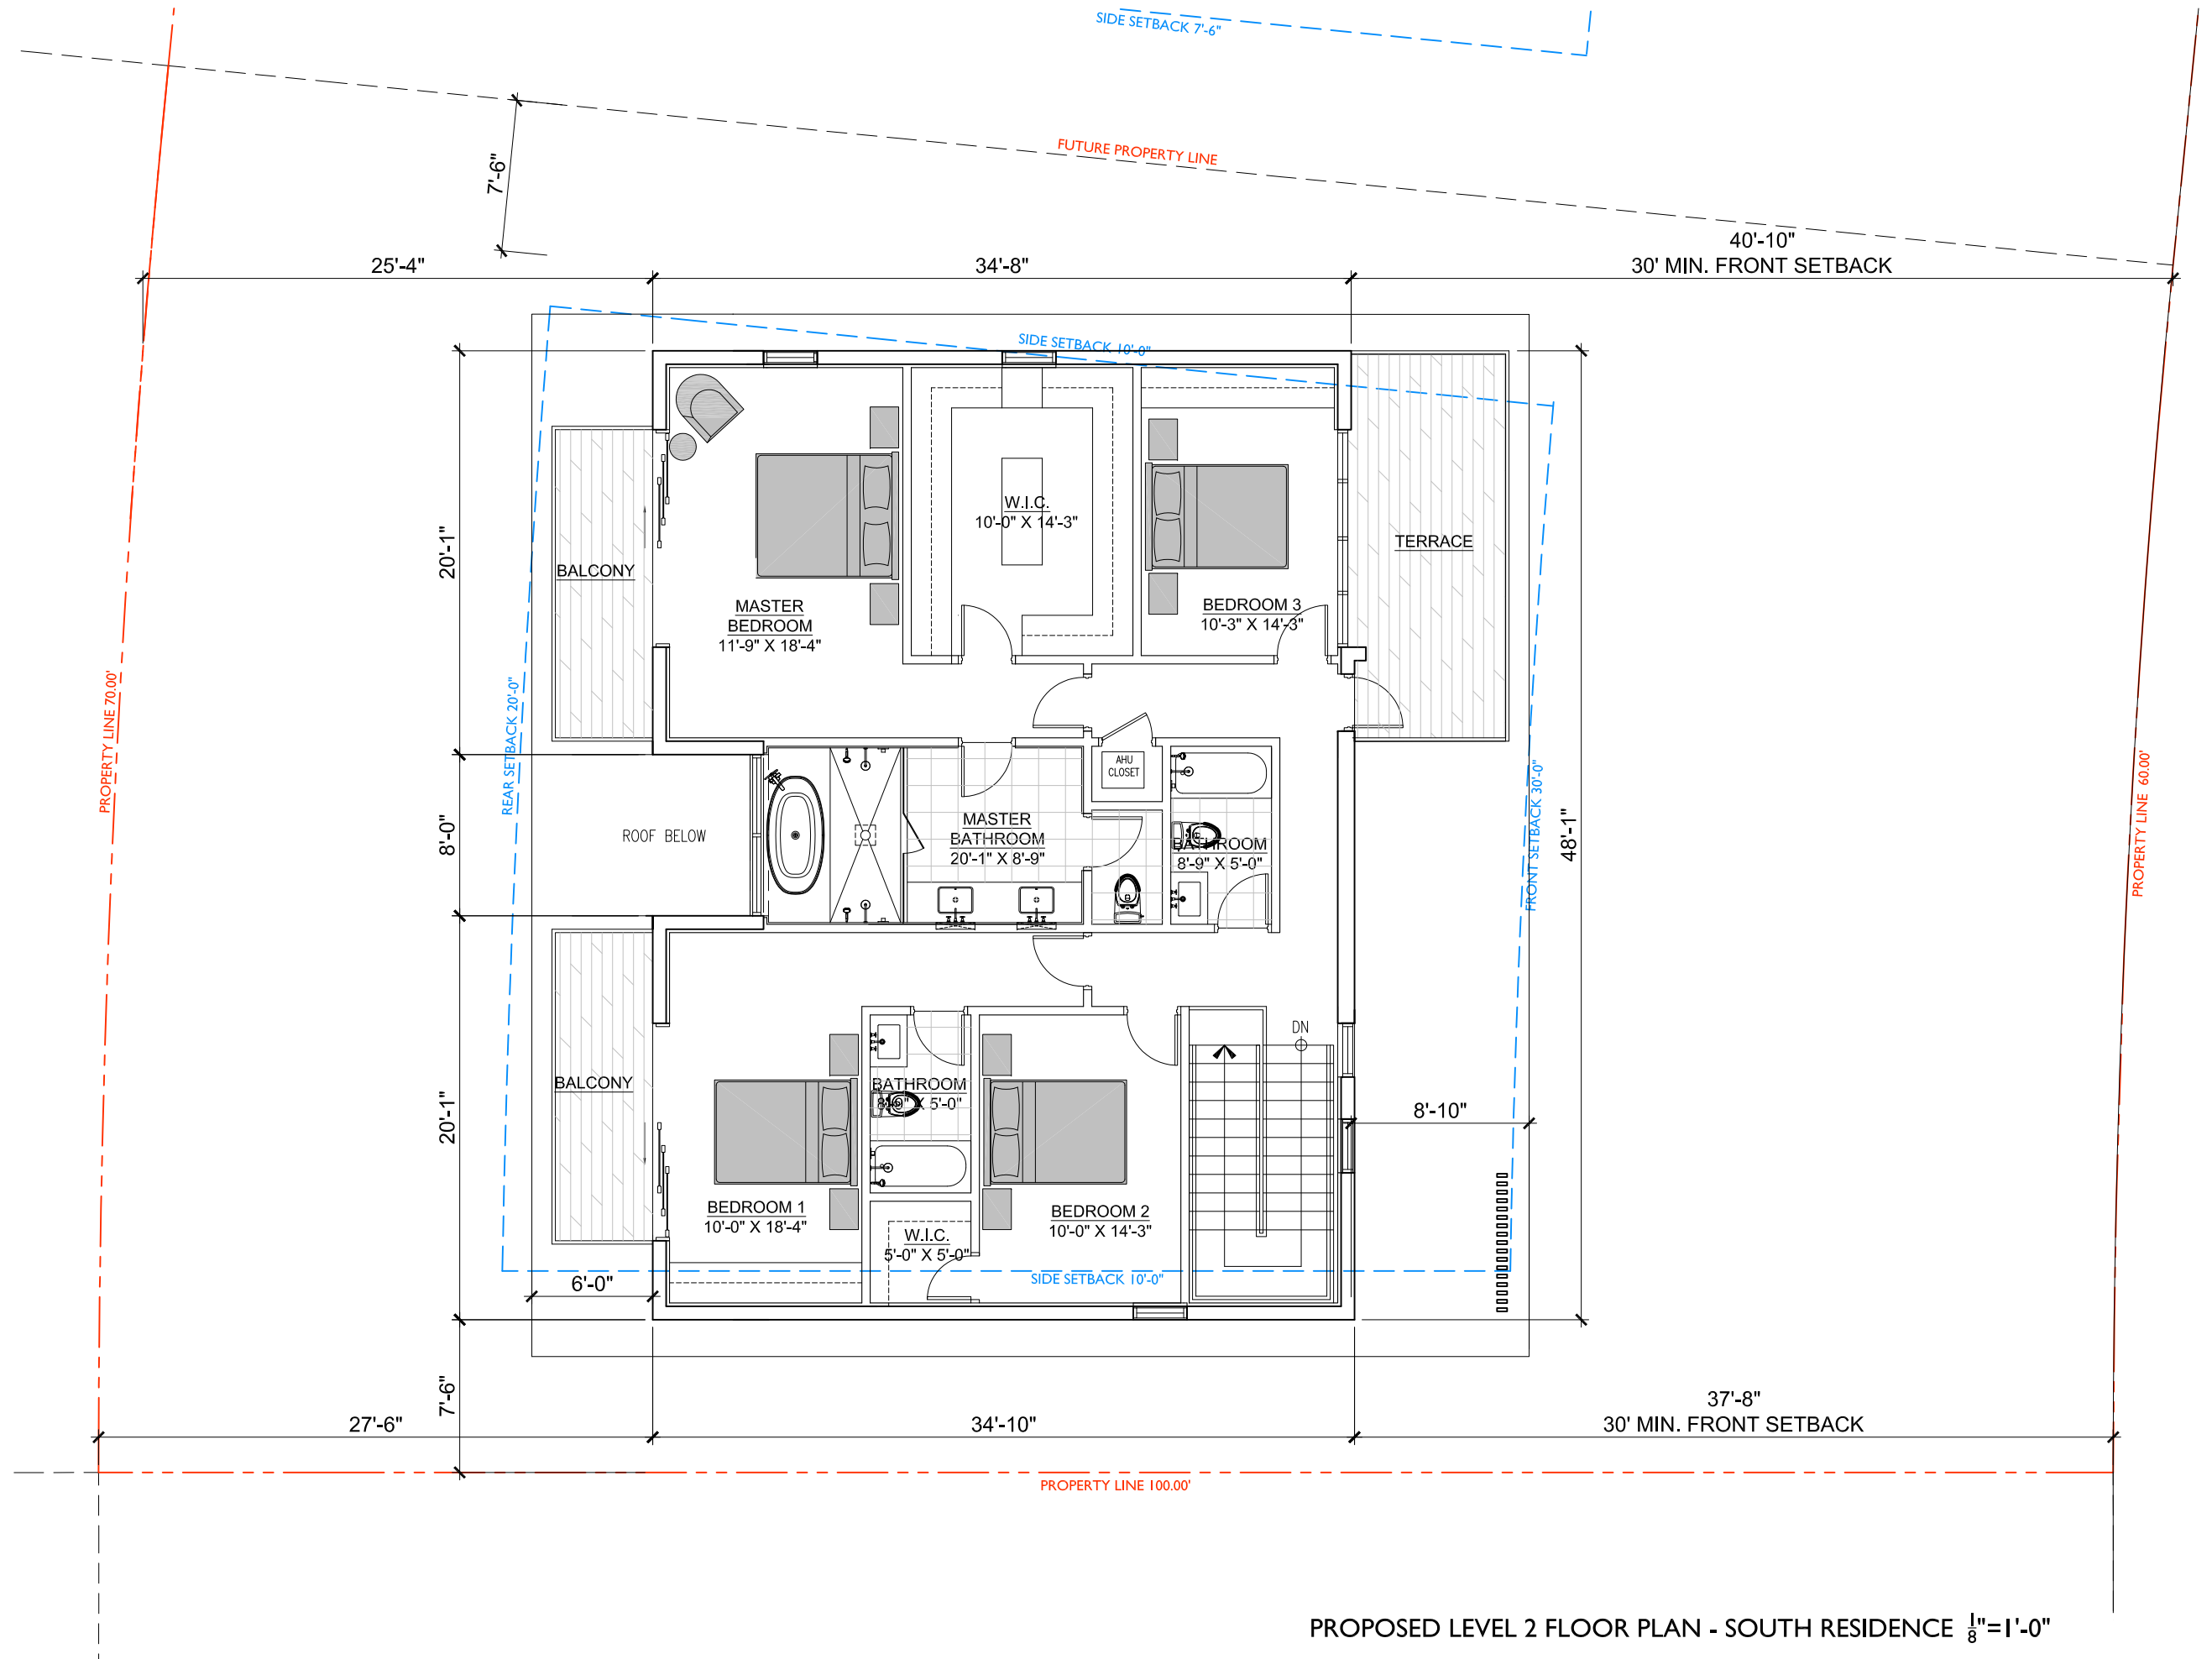 SIDE SETBACK 7'-6"
FUTURE PROPERTY LINE
7'-6"
40'-10"
25'-4"
34'-8"
30' MIN. FRONT SETBACK
SIDE SETBACK 10'-0"
W.I.C.
10'-0" X 14'-3"
20'-1"
TERRACE
BALCONY
MASTER
BEDROOM
11'-9" X 18'-4"
BEDROOM 3
10'-3" X 14'-3"
PROPERTY LINE 70.00'
REAR SETBACK 20'-0"
AHU
CLOSET
8'-0"
ROOF BELOW
MASTER
BATHROOM
20'-1" X 8'-9"
BATHROOM
8'-9" X 5'-0"
FRONT SETBACK 30'-0"
48'-1"
PROPERTY LINE 60.00'
DN
BALCONY
BATHROOM
8'-9" X 5'-0"
20'-1"
8'-10"
BEDROOM 1
10'-0" X 18'-4"
BEDROOM 2
10'-0" X 14'-3"
W.I.C.
5'-0" X 5'-0"
6'-0"
SIDE SETBACK 10'-0"
7'-6"
37'-8"
27'-6"
34'-10"
30' MIN. FRONT SETBACK
PROPERTY LINE 100.00'
PROPOSED LEVEL 2 FLOOR PLAN - SOUTH RESIDENCE 1/8"=1'-0"